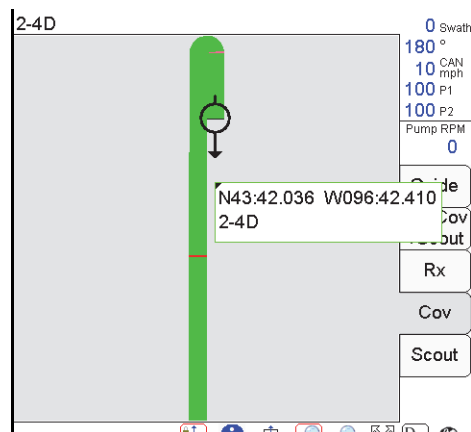 2-4D
0 Swath
180 °
10 CAN mph
100 P1
100 P2
Pump RPM
0
N43:42.036 W096:42.410
2-4D
Rx
Cov
Scout